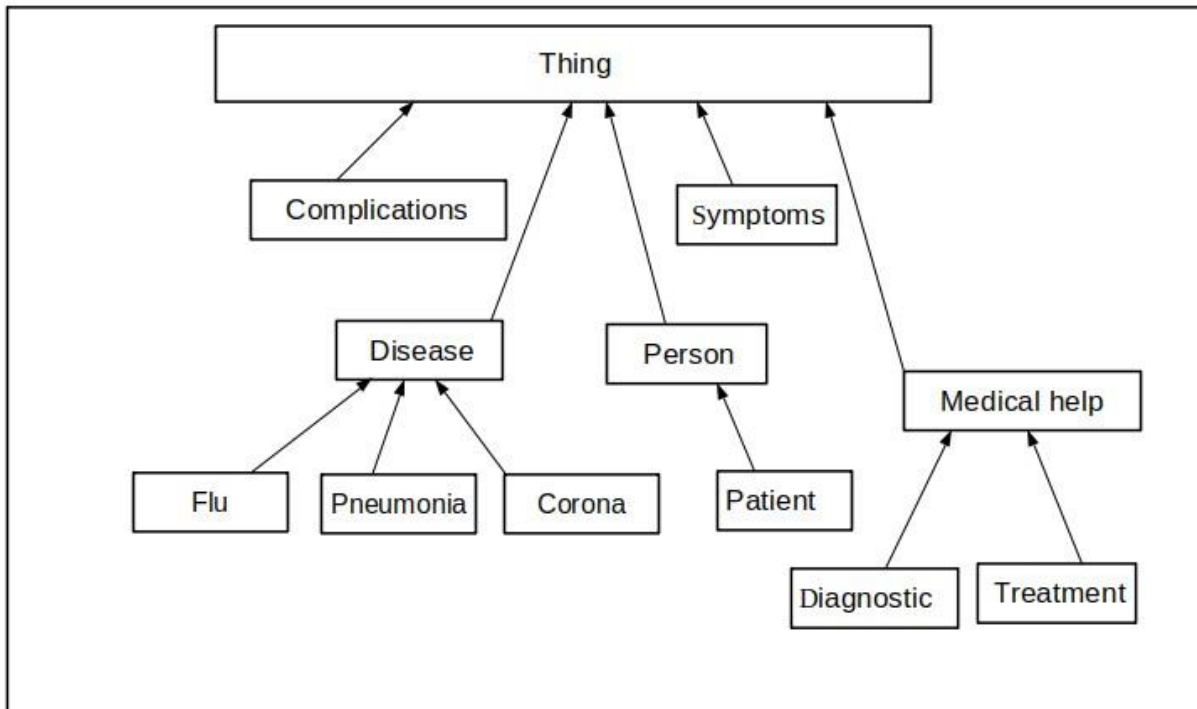 Thing
Complications
Symptoms
Disease
Person
Medical help
Flu
Pneumonia
Corona
Patient
Diagnostic
Treatment